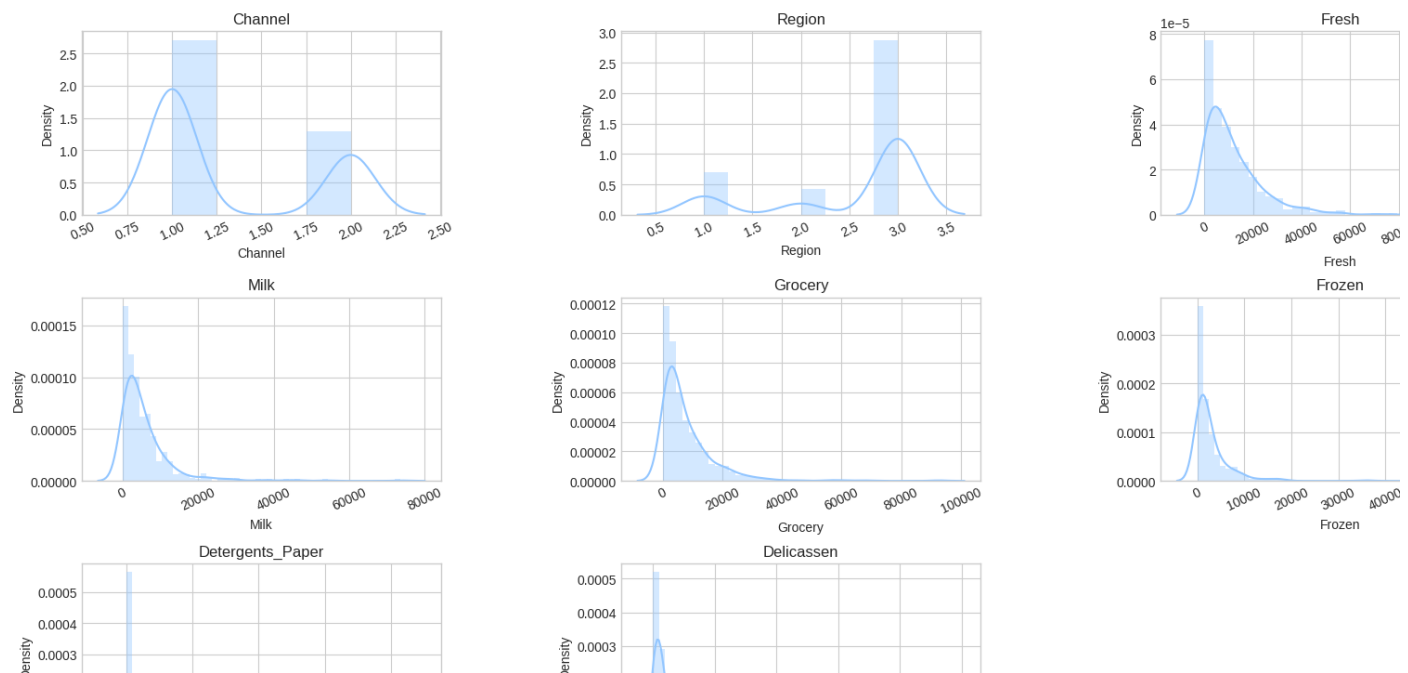 Channel
Density
2.5
2.0
1.5
1.0
0.5
0.0
0.50 0.75 1.00 1.25 1.50 1.75 2.00 2.25 2.50
Channel
Region
Density
3.0
2.5
2.0
1.5
1.0
0.5
0.0
0.5 1.0 1.5 2.0 2.5 3.0 3.5
Region
Fresh
1e−5
Density
8
6
4
2
0
0 20000 40000 60000
Fresh
Milk
Density
0.00015
0.00010
0.00005
0.00000
0 20000 40000 60000 80000
Milk
Grocery
Density
0.00012
0.00010
0.00008
0.00006
0.00004
0.00002
0.00000
0 20000 40000 60000 80000 100000
Grocery
Frozen
Density
0.0003
0.0002
0.0001
0.0000
0 10000 20000 30000 40000
Frozen
Detergents_Paper
Density
0.0005
0.0004
0.0003
Delicassen
Density
0.0005
0.0004
0.0003